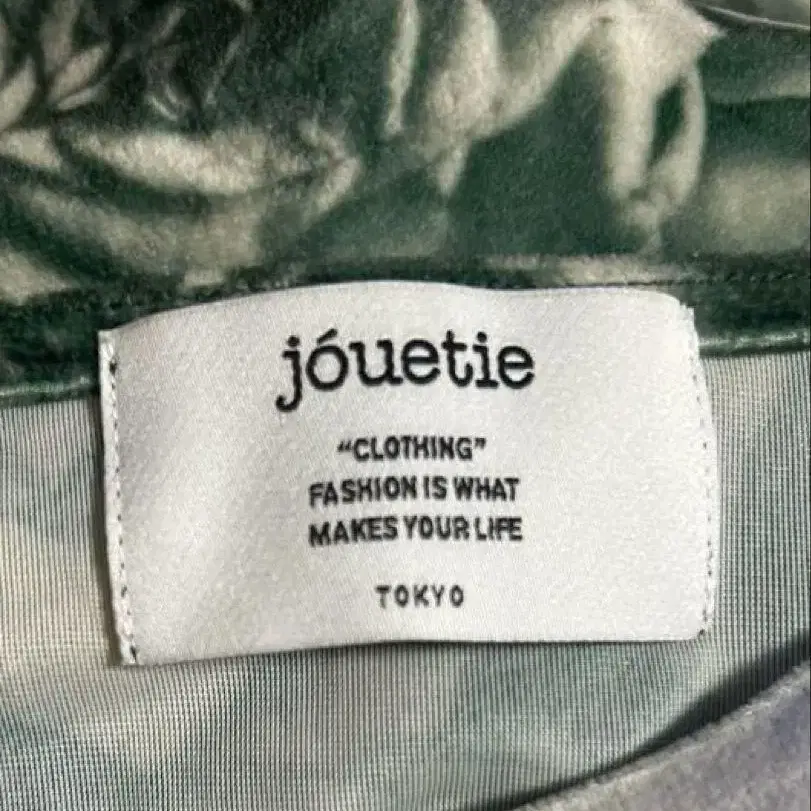 jóuetie
“CLOTHING”
FASHION IS WHAT
MAKES YOUR LIFE
TOKYO